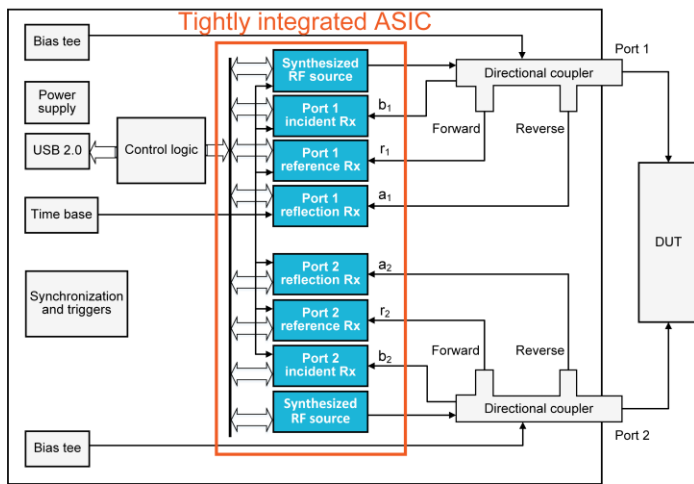 Tightly integrated ASIC
Bias tee
Port 1
Synthesized
RF source
Directional coupler
Power
supply
Port 1
incident Rx
b₁
Forward
Reverse
USB 2.0
Control logic
Port 1
reference Rx
r₁
Port 1
reflection Rx
a₁
Time base
DUT
Port 2
reflection Rx
a₂
Synchronization
and triggers
Port 2
reference Rx
r₂
Forward
Reverse
Port 2
incident Rx
b₂
Synthesized
RF source
Directional coupler
Port 2
Bias tee